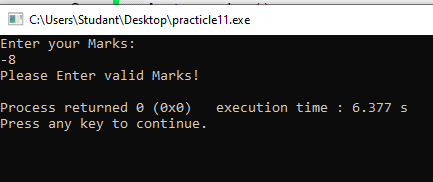 C:\Users\Studant\Desktop\practicle11.exe
Enter your Marks:
-8
Please Enter valid Marks!
Process returned 0 (0x0)   execution time : 6.377 s
Press any key to continue.